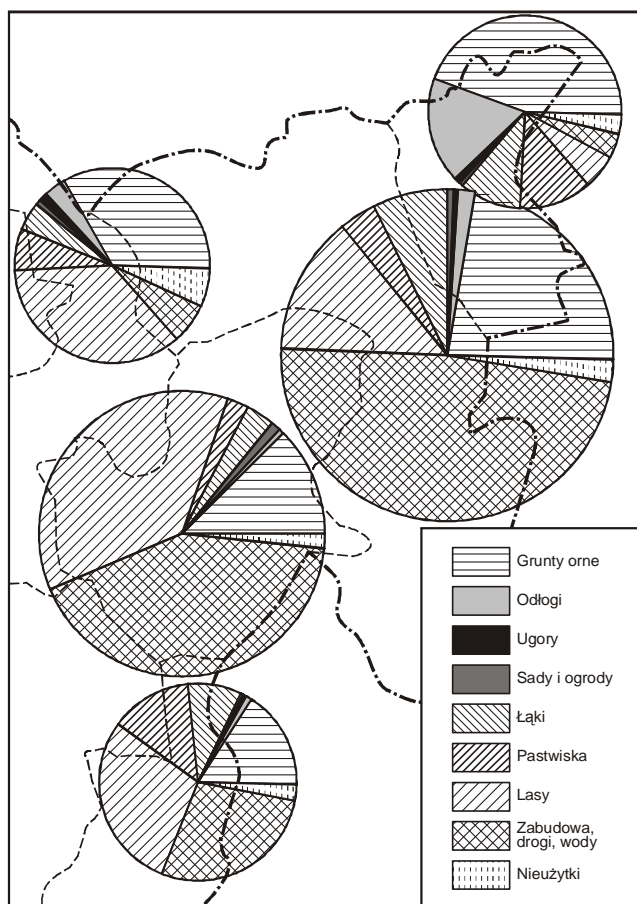 Grunty orne
Odłogi
Ugory
Sady i ogrody
Łąki
Pastwiska
Lasy
Zabudowa,
drogi, wody
Nieużytki